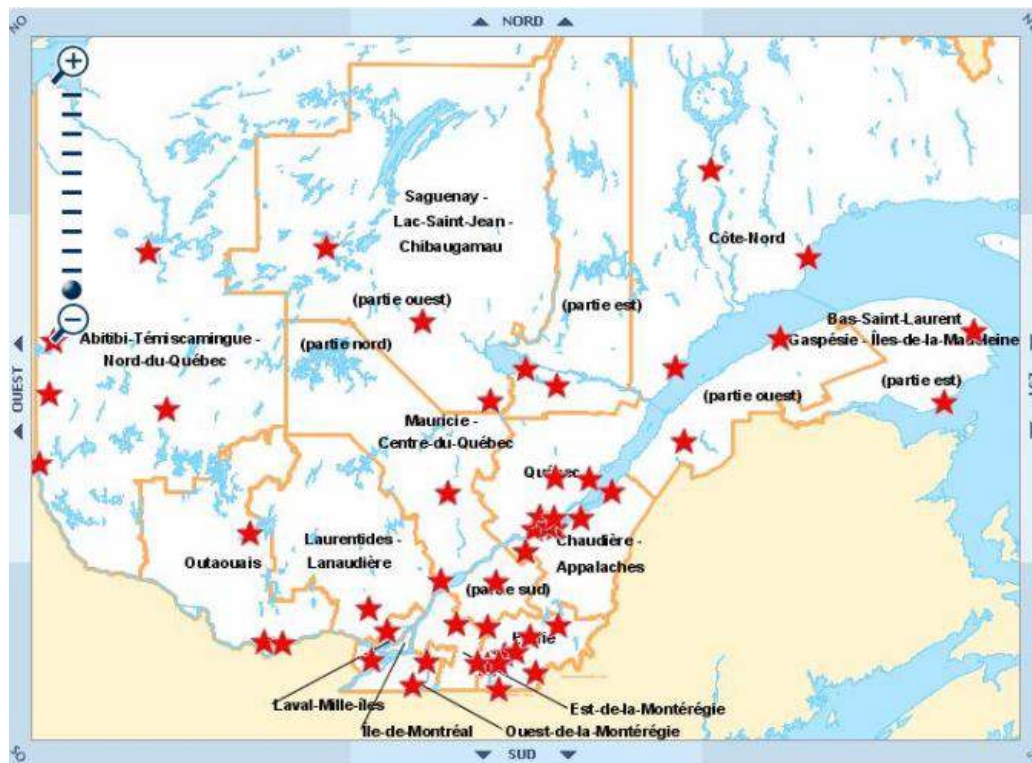 NO
NORD
Saguenay -
Lac-Saint-Jean -
Chibaugamau
Côte-Nord
(partie ouest)
(partie est)
Abitibi-Témiscamingue -
Nord-du-Québec
(partie nord)
Bas-Saint-Laurent
Gaspésie - Îles-de-la-Madeleine
OUEST
(partie ouest)
(partie est)
Mauricie -
Centre-du-Québec
Québec
Outaouais
Laurentides -
Lanaudière
Chaudière -
Appalaches
(partie sud)
Estrie
Laval-Mille-îles
Île-de-Montréal
Est-de-la-Montérégie
Ouest-de-la-Montérégie
SO
SUD